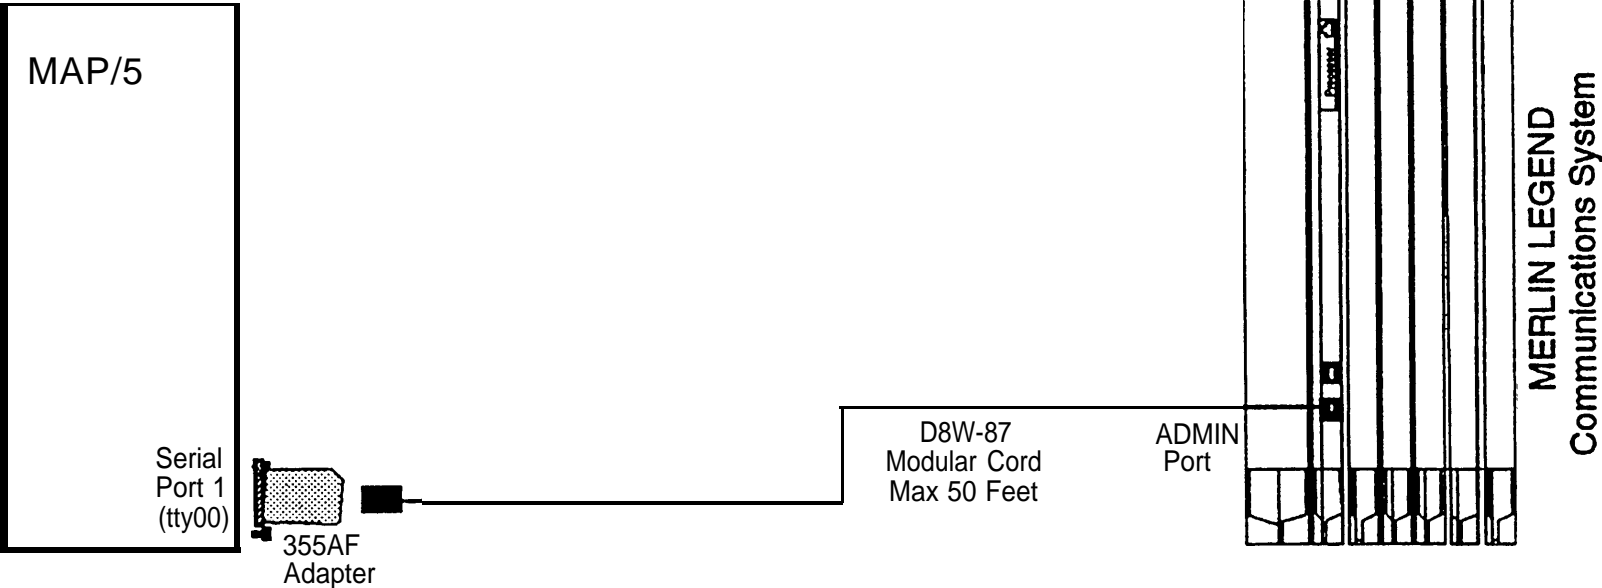 MAP/5
Serial
Port 1
(tty00)
355AF
Adapter
D8W-87
Modular Cord
Max 50 Feet
ADMIN
Port
Processor
MERLIN LEGEND
Communications System